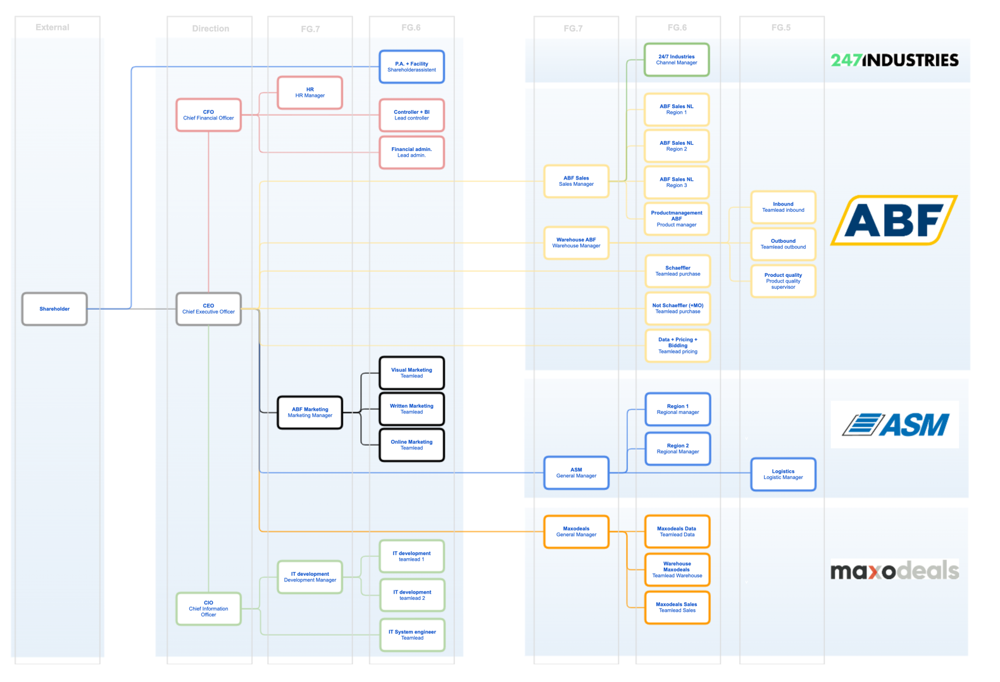 External
Direction
FG.7
FG.6
FG.7
FG.6
FG.5
P.A. + Facility
Shareholderassistent
HR
HR Manager
CFO
Chief Financial Officer
Controller + BI
Lead controller
Financial admin.
Lead admin.
Shareholder
CEO
Chief Executive Officer
Visual Marketing
Teamlead
ABF Marketing
Marketing Manager
Written Marketing
Teamlead
Online Marketing
Teamlead
IT development
teamlead 1
IT development
Development Manager
IT development
teamlead 2
CIO
Chief Information
Officer
IT System engineer
Teamlead
24/7 Industries
Channel Manager
247INDUSTRIES
ABF Sales NL
Region 1
ABF Sales NL
Region 2
ABF Sales
Sales Manager
ABF Sales NL
Region 3
Productmanagement
ABF
Product manager
Warehouse ABF
Warehouse Manager
Inbound
Teamlead inbound
Outbound
Teamlead outbound
Product quality
Product quality
supervisor
ABF
Schaeffler
Teamlead purchase
Not Schaeffler (+MO)
Teamlead purchase
Data + Pricing +
Bidding
Teamlead pricing
Region 1
Regional manager
Region 2
Regional Manager
ASM
General Manager
Logistics
Logistic Manager
ASM
Maxodeals
General Manager
Maxodeals Data
Teamlead Data
Warehouse
Maxodeals
Teamlead Warehouse
Maxodeals Sales
Teamlead Sales
maxodeals